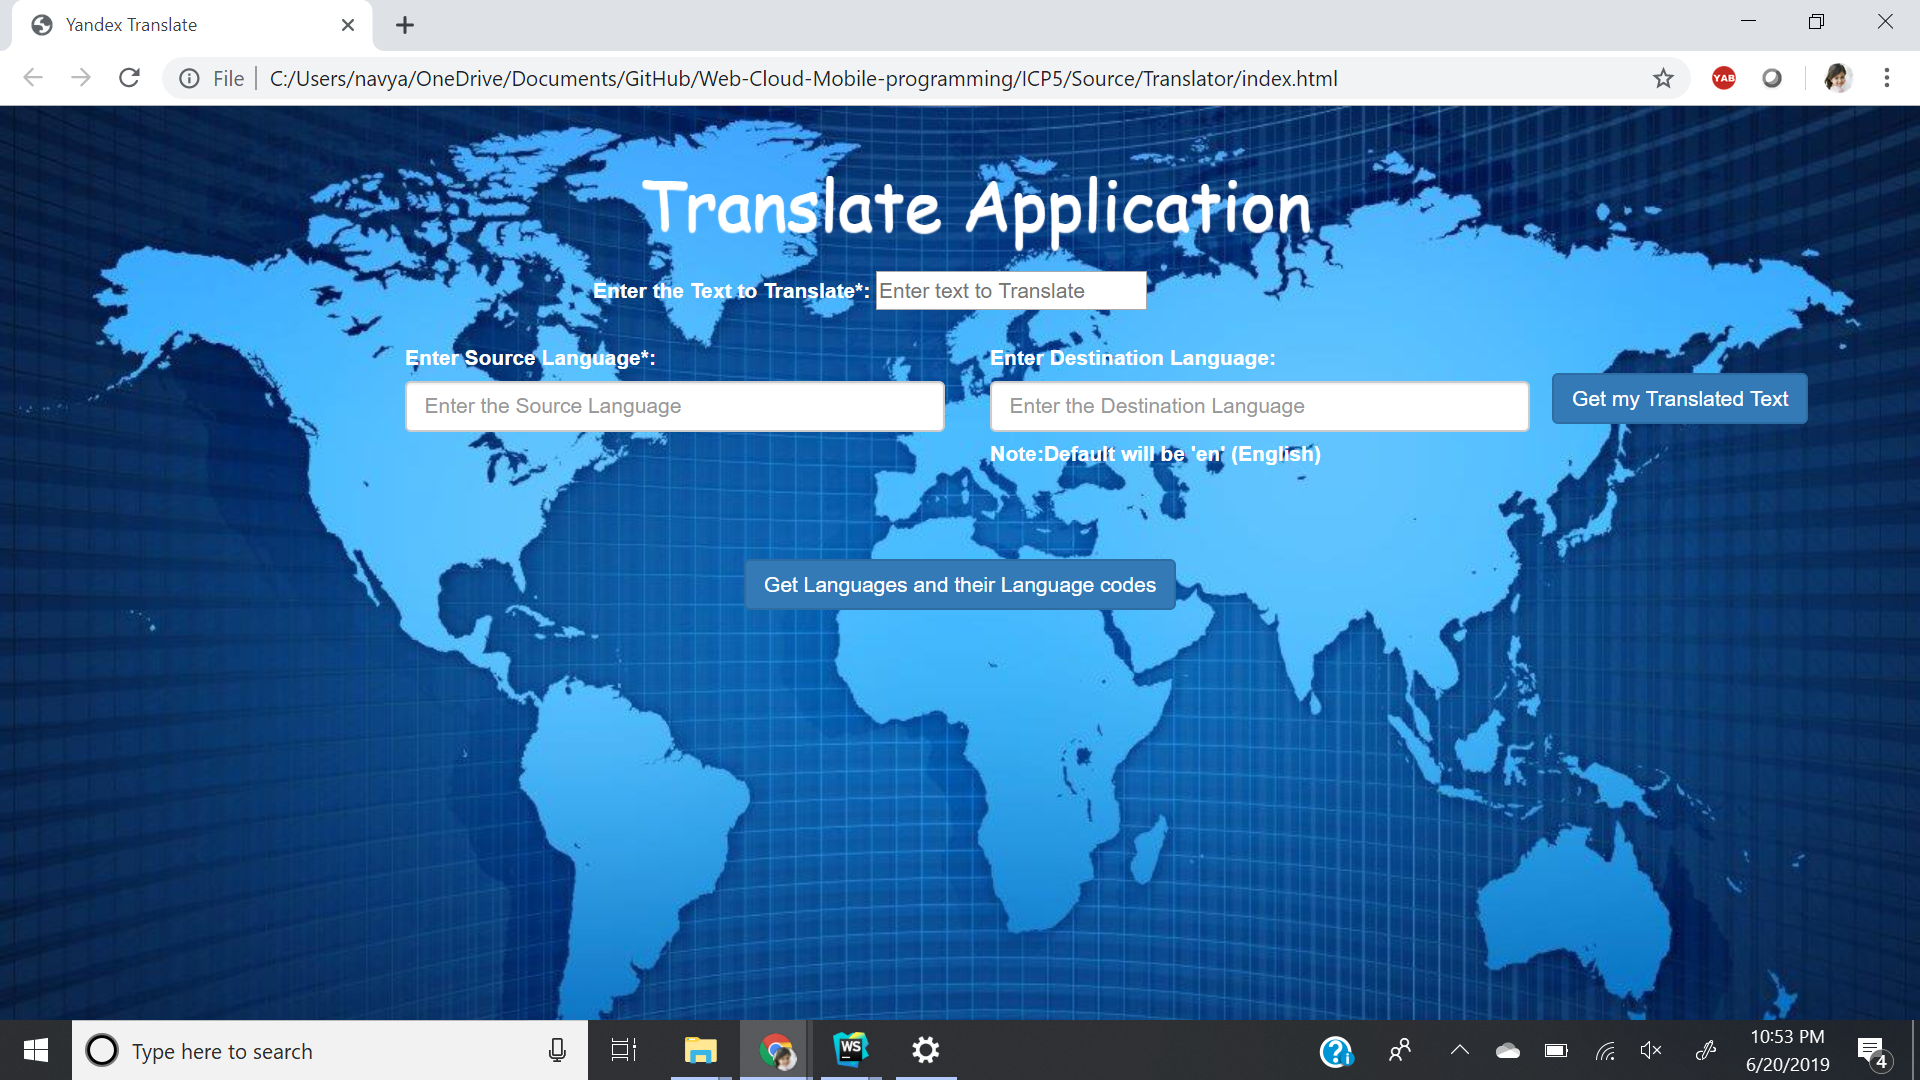 Yandex Translate
File
C:/Users/navya/OneDrive/Documents/GitHub/Web-Cloud-Mobile-programming/ICP5/Source/Translator/index.html
YAB
Translate Application
Enter the Text to Translate*: Enter text to Translate
Enter Source Language*:
Enter the Source Language
Enter Destination Language:
Enter the Destination Language
Get my Translated Text
Note:Default will be 'en' (English)
Get Languages and their Language codes
Type here to search
WS
10:53 PM
6/20/2019
4